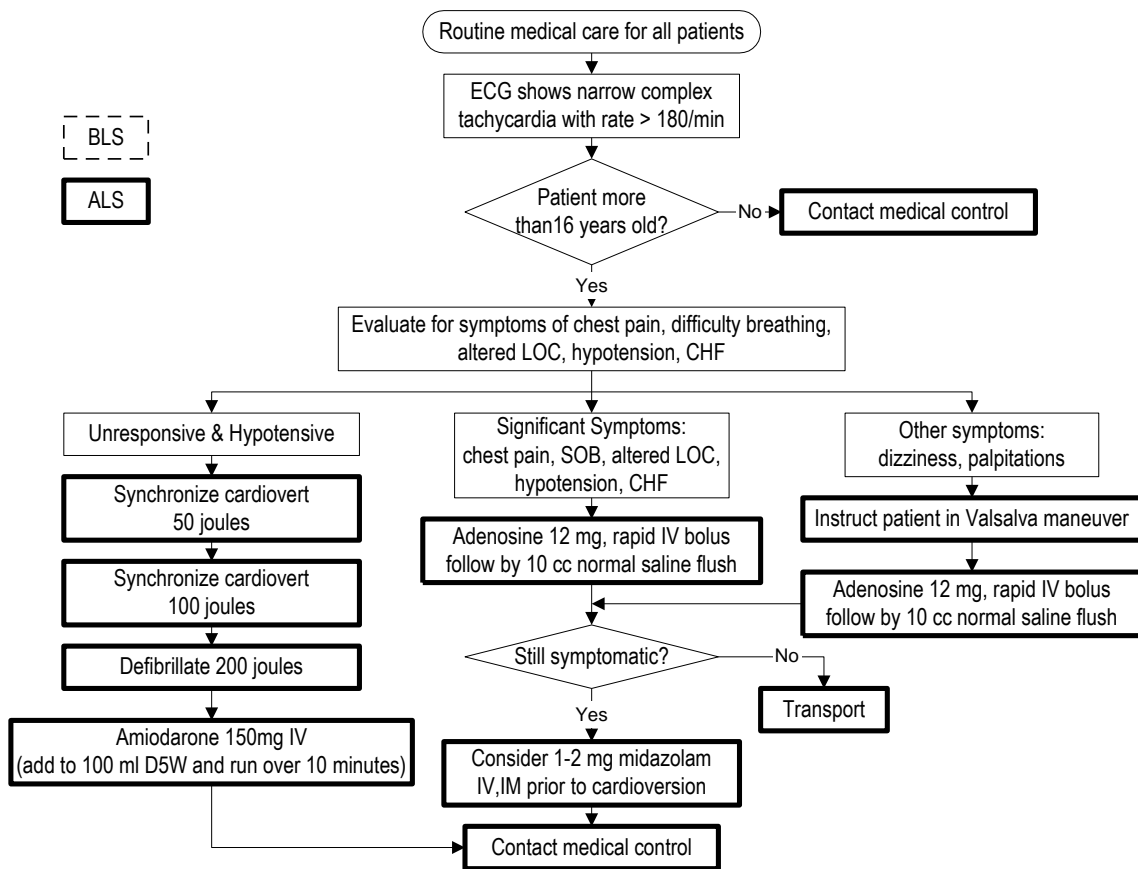 Routine medical care for all patients
ECG shows narrow complex
tachycardia with rate > 180/min
BLS
ALS
Patient more
than16 years old?
No
Contact medical control
Yes
Evaluate for symptoms of chest pain, difficulty breathing,
altered LOC, hypotension, CHF
Unresponsive & Hypotensive
Synchronize cardiovert
50 joules
Synchronize cardiovert
100 joules
Defibrillate 200 joules
Amiodarone 150mg IV
(add to 100 ml D5W and run over 10 minutes)
Significant Symptoms:
chest pain, SOB, altered LOC,
hypotension, CHF
Adenosine 12 mg, rapid IV bolus
follow by 10 cc normal saline flush
Other symptoms:
dizziness, palpitations
Instruct patient in Valsalva maneuver
Adenosine 12 mg, rapid IV bolus
follow by 10 cc normal saline flush
Still symptomatic?
No
Transport
Yes
Consider 1-2 mg midazolam
IV,IM prior to cardioversion
Contact medical control